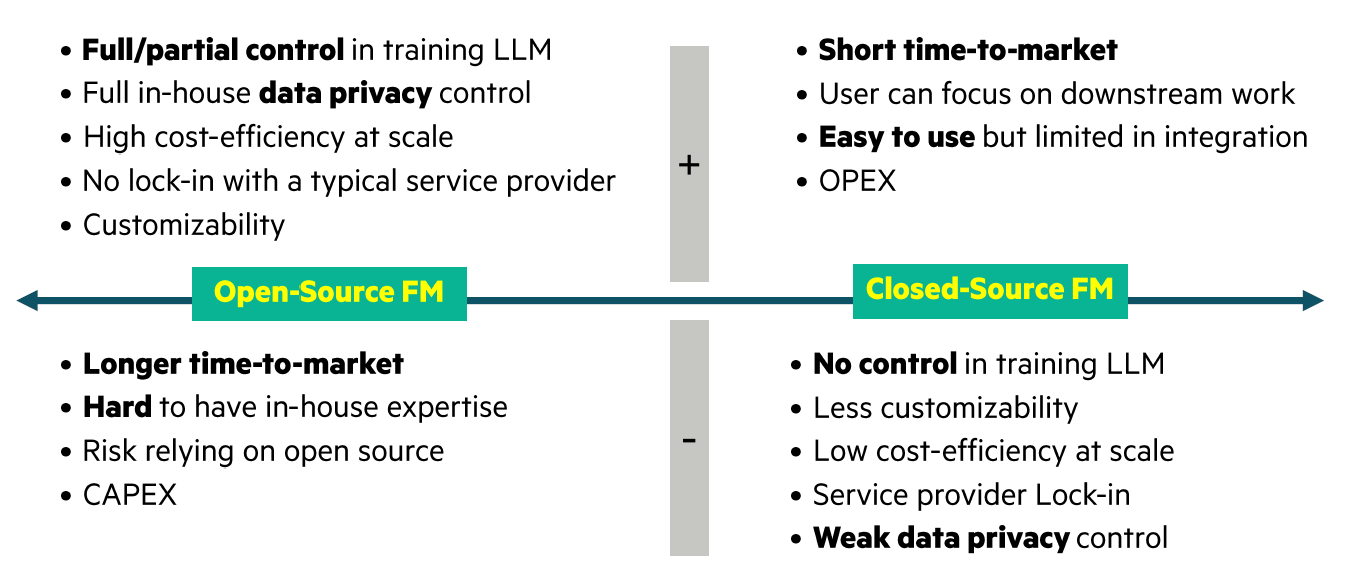 • Full/partial control in training LLM
• Full in-house data privacy control
• High cost-efficiency at scale
• No lock-in with a typical service provider
• Customizability
+
• Short time-to-market
• User can focus on downstream work
• Easy to use but limited in integration
• OPEX
Open-Source FM
Closed-Source FM
• Longer time-to-market
• Hard to have in-house expertise
• Risk relying on open source
• CAPEX
-
• No control in training LLM
• Less customizability
• Low cost-efficiency at scale
• Service provider Lock-in
• Weak data privacy control